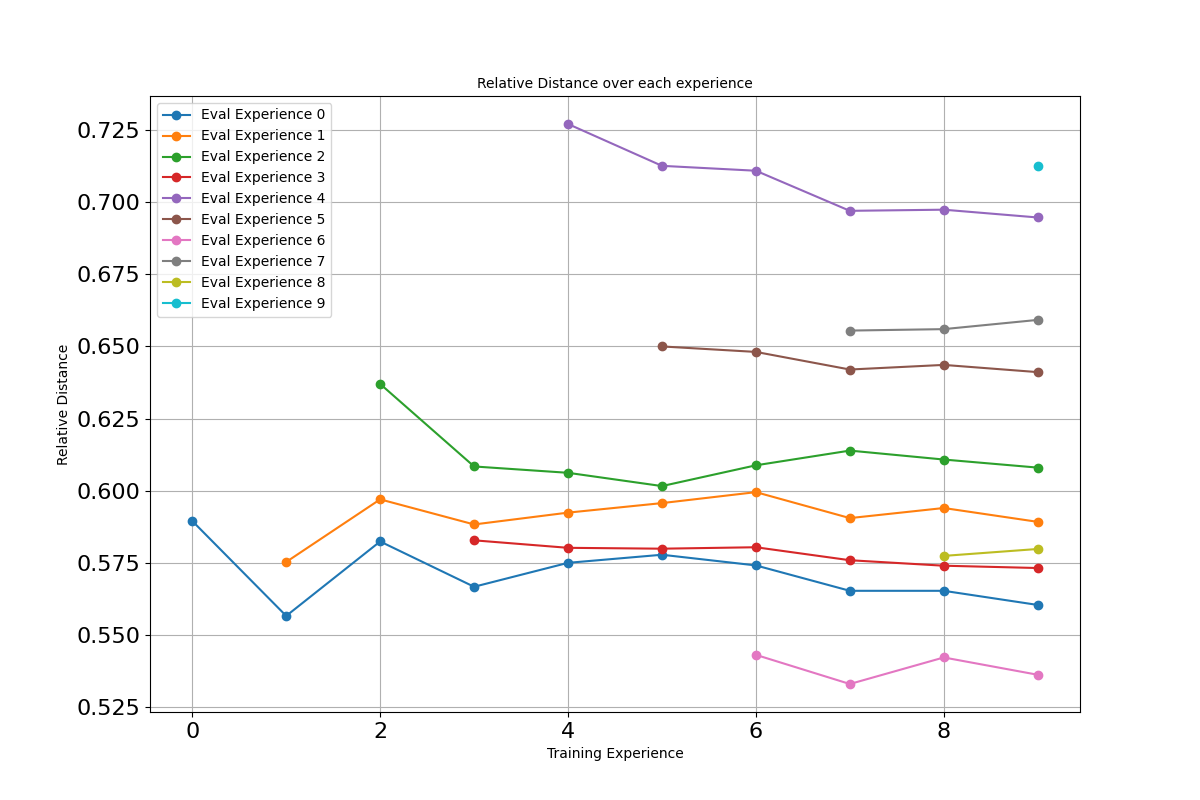 Relative Distance over each experience
Eval Experience 0
Eval Experience 1
Eval Experience 2
Eval Experience 3
Eval Experience 4
Eval Experience 5
Eval Experience 6
Eval Experience 7
Eval Experience 8
Eval Experience 9
0.725
0.700
0.675
0.650
0.625
0.600
0.575
0.550
0.525
Relative Distance
0 2 4 6 8
Training Experience